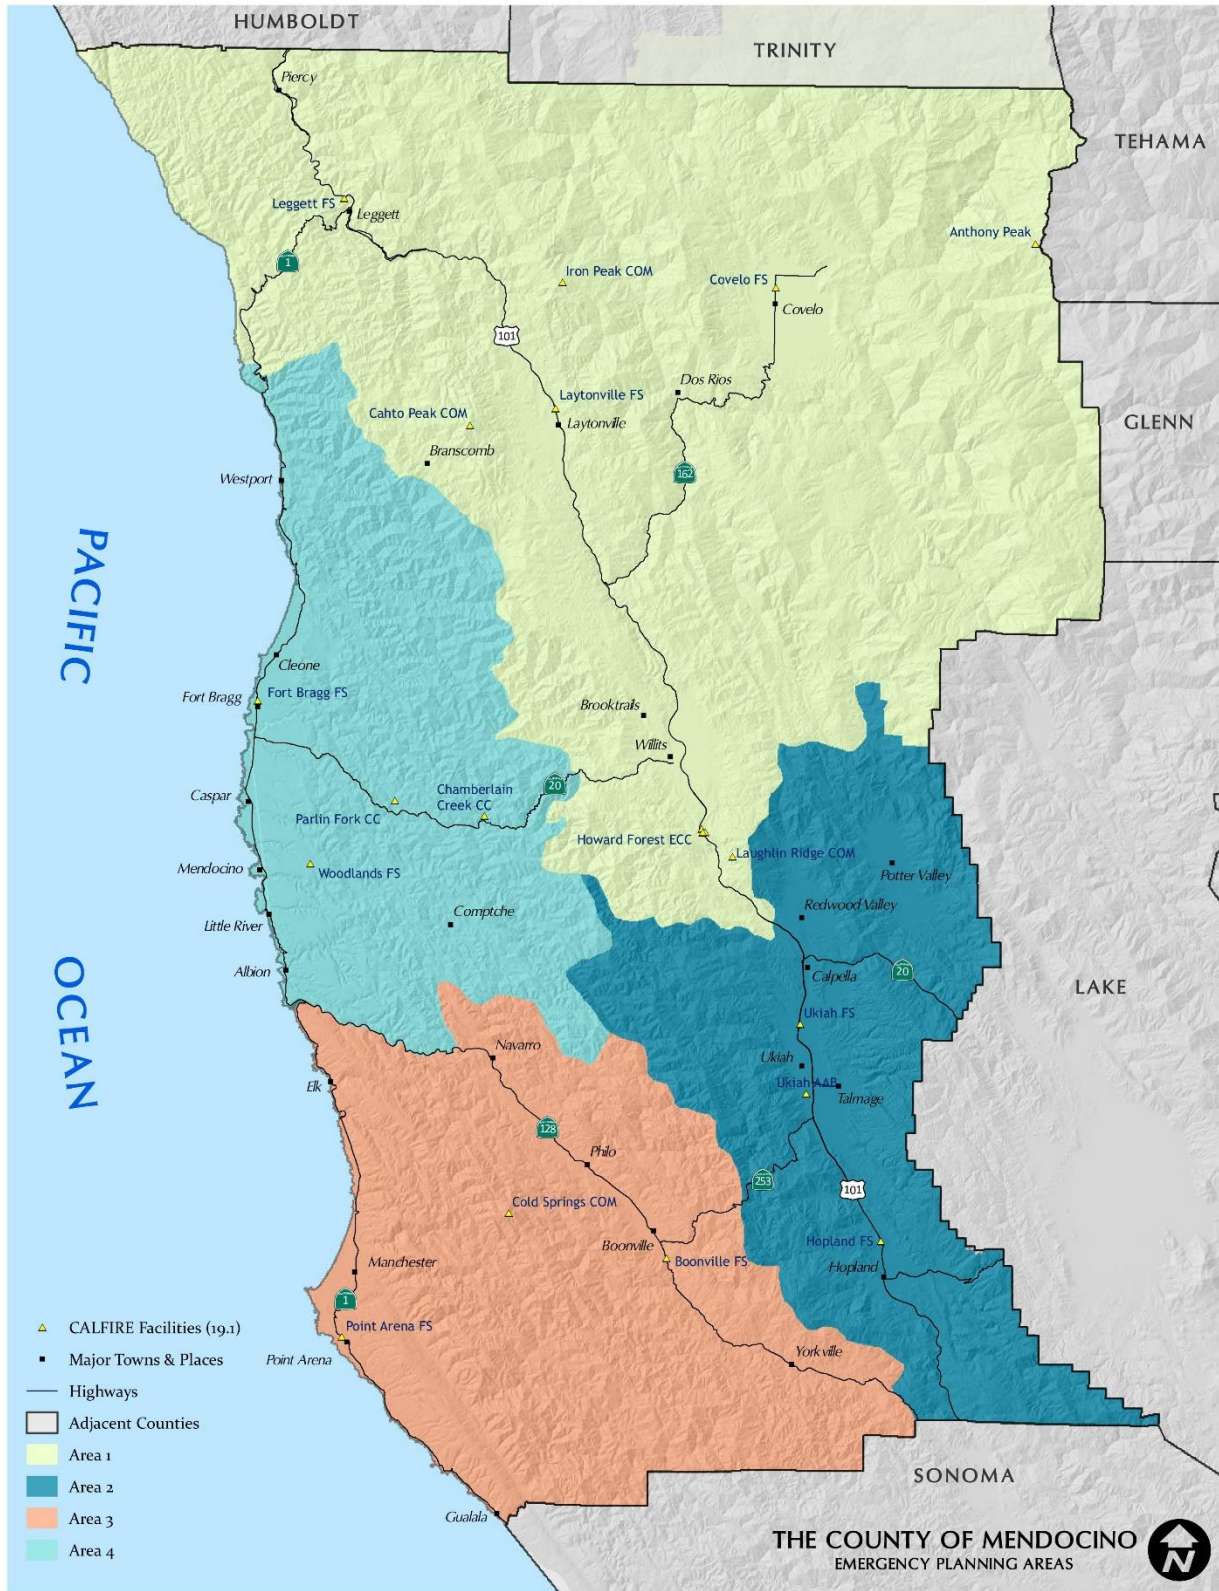 HUMBOLDT
TRINITY
Piercy
TEHAMA
Leggett FS
Leggett
Anthony Peak
1
Iron Peak COM
Covelo FS
Covelo
101
Dos Rios
Laytonville FS
Cahto Peak COM
Laytonville
GLENN
Branscomb
162
Westport
PACIFIC
Cleone
Fort Bragg
Fort Bragg FS
Brooktrails
Willits
20
Chamberlain
Creek CC
Caspar
Parlin Fork CC
Howard Forest ECC
Laughlin Ridge COM
Mendocino
Woodlands FS
Potter Valley
Redwood Valley
Comptche
Little River
Albion
Calpella
20
OCEAN
LAKE
Ukiah FS
Navarro
Ukiah
Elk
Ukiah AAB
Talmage
128
Philo
253
101
Cold Springs COM
Boonville
Hopland FS
Manchester
Boonville FS
Hopland
1
CALFIRE Facilities (19.1)
Point Arena FS
Major Towns & Places
Point Arena
Yorkville
Highways
Adjacent Counties
Area 1
Area 2
Area 3
Area 4
SONOMA
Gualala
THE COUNTY OF MENDOCINO
EMERGENCY PLANNING AREAS
N